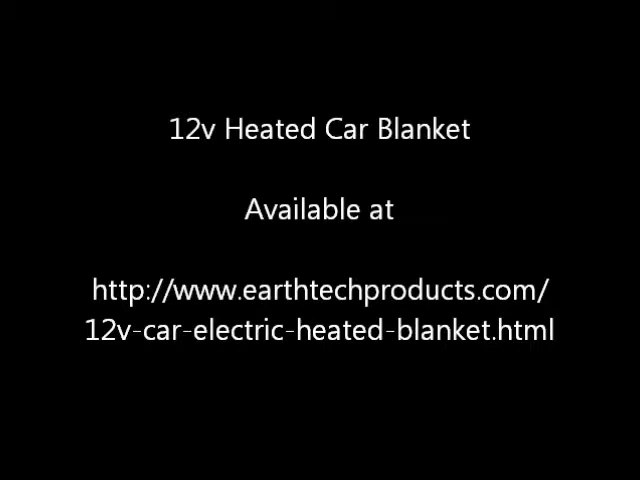 12v Heated Car Blanket
Available at
http://www.earthtechproducts.com/
12v-car-electric-heated-blanket.html